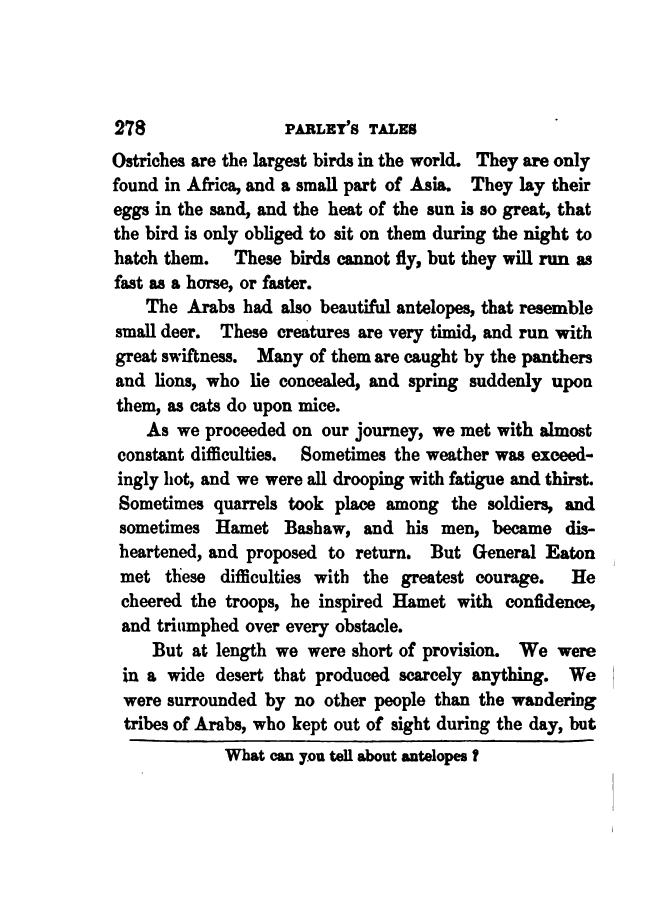 278 PARLEY'S TALES
Ostriches are the largest birds in the world. They are only
found in Africa, and a small part of Asia. They lay their
eggs in the sand, and the heat of the sun is so great, that
the bird is only obliged to sit on them during the night to
hatch them. These birds cannot fly, but they will run as
fast as a horse, or faster.
The Arabs had also beautiful antelopes, that resemble
small deer. These creatures are very timid, and run with
great swiftness. Many of them are caught by the panthers
and lions, who lie concealed, and spring suddenly upon
them, as cats do upon mice.
As we proceeded on our journey, we met with almost
constant difficulties. Sometimes the weather was exceed-
ingly hot, and we were all drooping with fatigue and thirst.
Sometimes quarrels took place among the soldiers, and
sometimes Hamet Bashaw, and his men, became dis-
heartened, and proposed to return. But General Eaton
met these difficulties with the greatest courage. He
cheered the troops, he inspired Hamet with confidence,
and triumphed over every obstacle.
But at length we were short of provision. We were
in a wide desert that produced scarcely anything. We
were surrounded by no other people than the wandering
tribes of Arabs, who kept out of sight during the day, but
What can you tell about antelopes ?